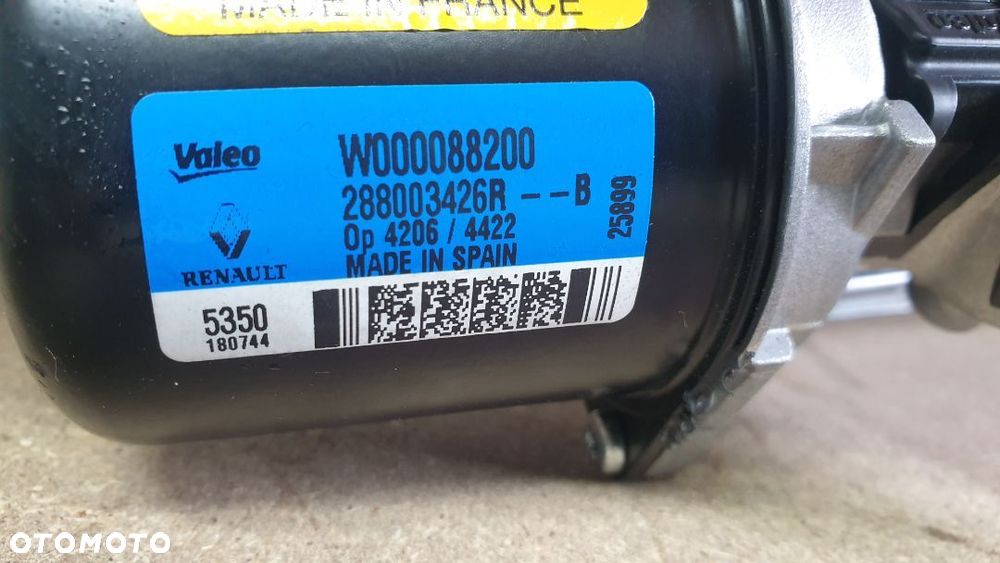 MADE IN FRANCE
Valeo
W000088200
288003426R --B
Op 4206 / 4422
MADE IN SPAIN
25899
RENAULT
5350
180744
OTOMOTO